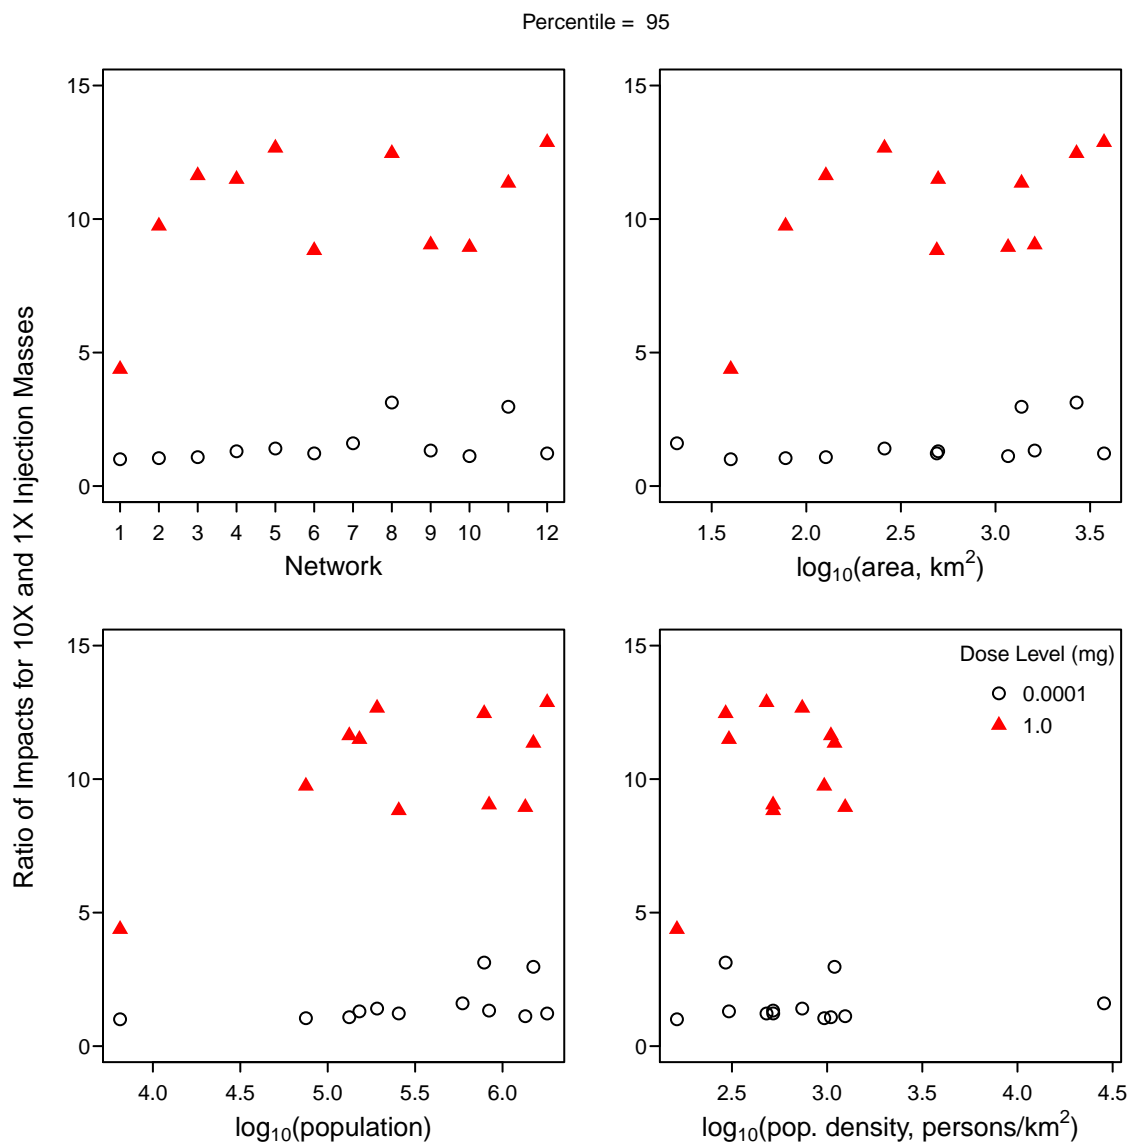 Percentile = 95
Ratio of Impacts for 10X and 1X Injection Masses
15
10
5
0
1 2 3 4 5 6 7 8 9 10 12
Network
15
10
5
0
1.5 2.0 2.5 3.0 3.5
log₁₀(area, km²)
15
10
5
0
4.0 5.0 5.5 6.0
log₁₀(population)
15
10
5
0
Dose Level (mg)
0.0001
1.0
2.5 3.0 3.5 4.0 4.5
log₁₀(pop. density, persons/km²)